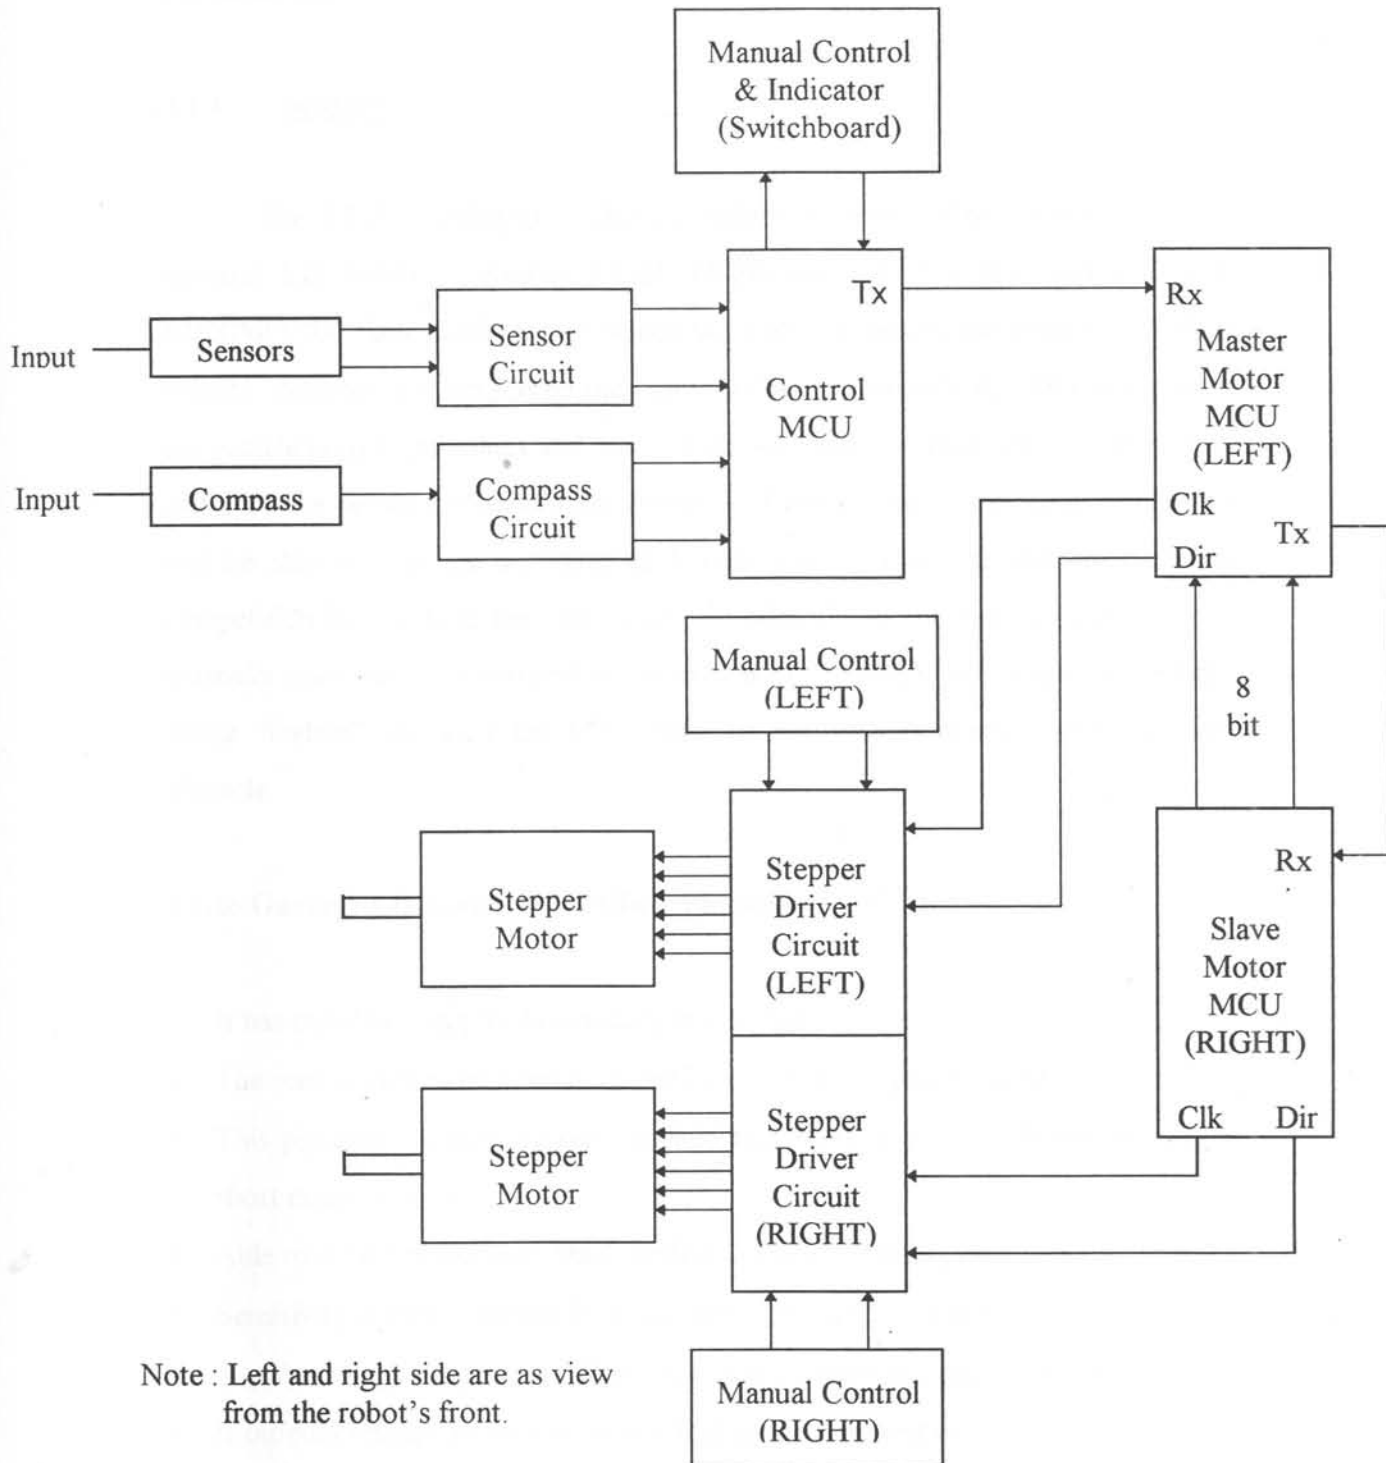 Manual Control
& Indicator
(Switchboard)
Tx
Rx
Input
Sensors
Sensor
Circuit
Control
MCU
Master
Motor
MCU
(LEFT)
Input
Compass
Compass
Circuit
Clk
Tx
Dir
Manual Control
(LEFT)
8
bit
Stepper
Motor
Stepper
Driver
Circuit
(LEFT)
Rx
Slave
Motor
MCU
(RIGHT)
Clk
Dir
Stepper
Motor
Stepper
Driver
Circuit
(RIGHT)
Note : Left and right side are as view
from the robot's front.
Manual Control
(RIGHT)